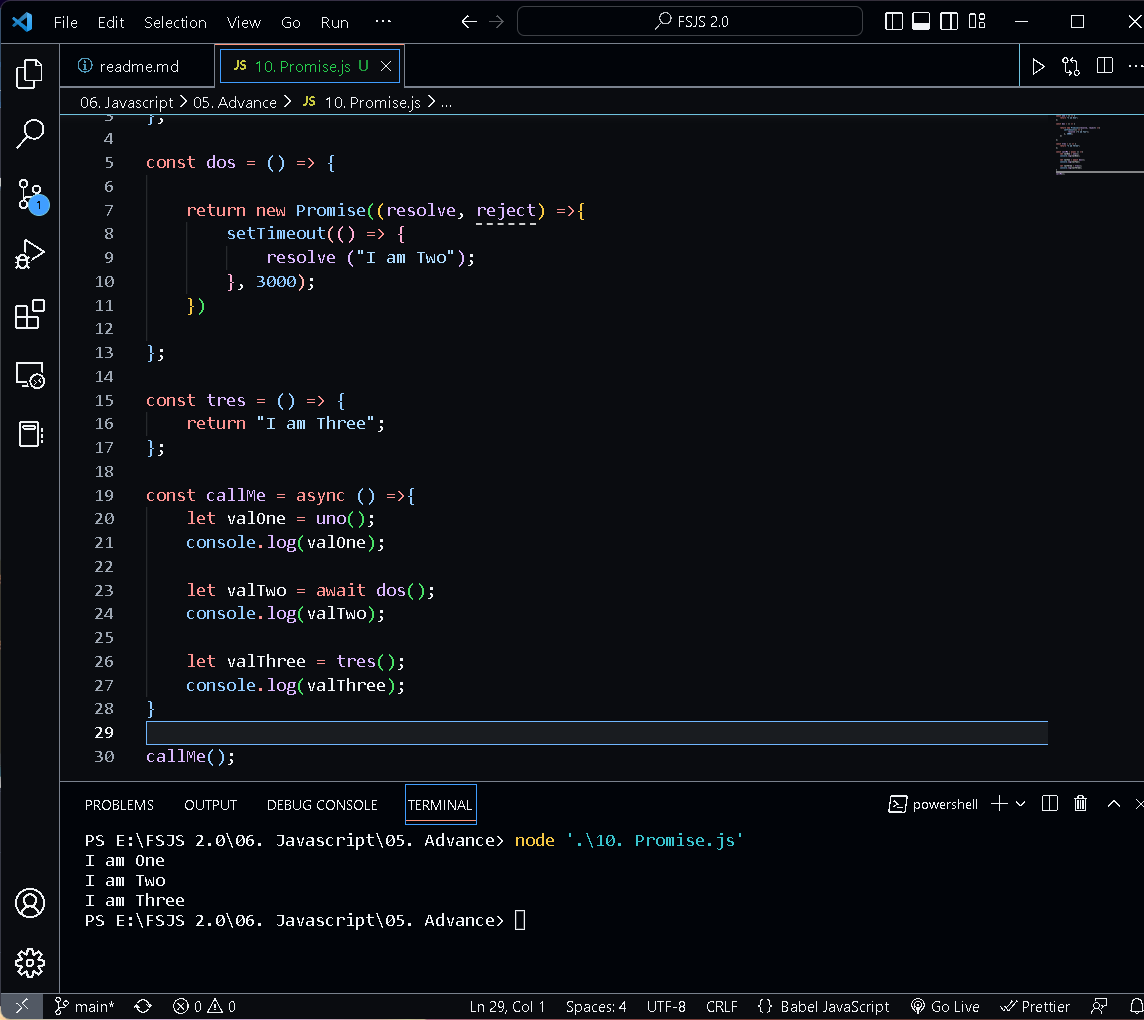 File Edit Selection View Go Run ··· FSJS 2.0
readme.md JS 10. Promise.js U
06. Javascript > 05. Advance > JS 10. Promise.js > ...
3 };
4
5 const dos = () => {
6
7 return new Promise((resolve, reject) =>{
8 setTimeout(() => {
9 resolve ("I am Two");
10 }, 3000);
11 })
12
13 };
14
15 const tres = () => {
16 return "I am Three";
17 };
18
19 const callMe = async () =>{
20 let valOne = uno();
21 console.log(valOne);
22
23 let valTwo = await dos();
24 console.log(valTwo);
25
26 let valThree = tres();
27 console.log(valThree);
28 }
29
30 callMe();
1
PROBLEMS OUTPUT DEBUG CONSOLE TERMINAL powershell
PS E:\FSJS 2.0\06. Javascript\05. Advance> node '.\10. Promise.js'
I am One
I am Two
I am Three
PS E:\FSJS 2.0\06. Javascript\05. Advance>
main* 0 0 Ln 29, Col 1 Spaces: 4 UTF-8 CRLF {} Babel JavaScript Go Live Prettier